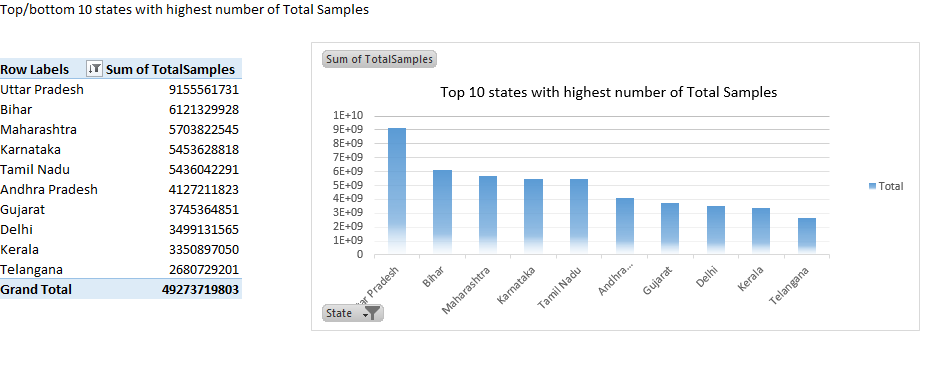 Top/bottom 10 states with highest number of Total Samples
Row Labels Sum of TotalSamples
Uttar Pradesh 9155561731
Bihar 6121329928
Maharashtra 5703822545
Karnataka 5453628818
Tamil Nadu 5436042291
Andhra Pradesh 4127211823
Gujarat 3745364851
Delhi 3499131565
Kerala 3350897050
Telangana 2680729201
Grand Total 49273719803
Sum of TotalSamples
Top 10 states with highest number of Total Samples
1E+10
9E+09
8E+09
7E+09
6E+09
5E+09
4E+09
3E+09
2E+09
1E+09
0
ar Pradesh
Bihar
Maharashtra
Karnataka
Tamil Nadu
Andhra...
Gujarat
Delhi
Kerala
Telangana
Total
State